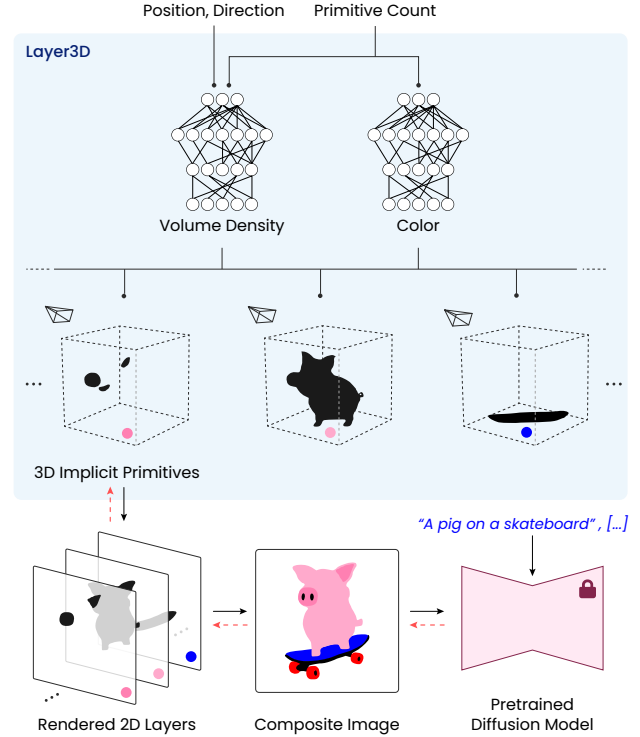 Position, Direction
Primitive Count
Layer3D
Volume Density
Color
3D Implicit Primitives
“A pig on a skateboard” , [...]
Rendered 2D Layers
Composite Image
Pretrained
Diffusion Model